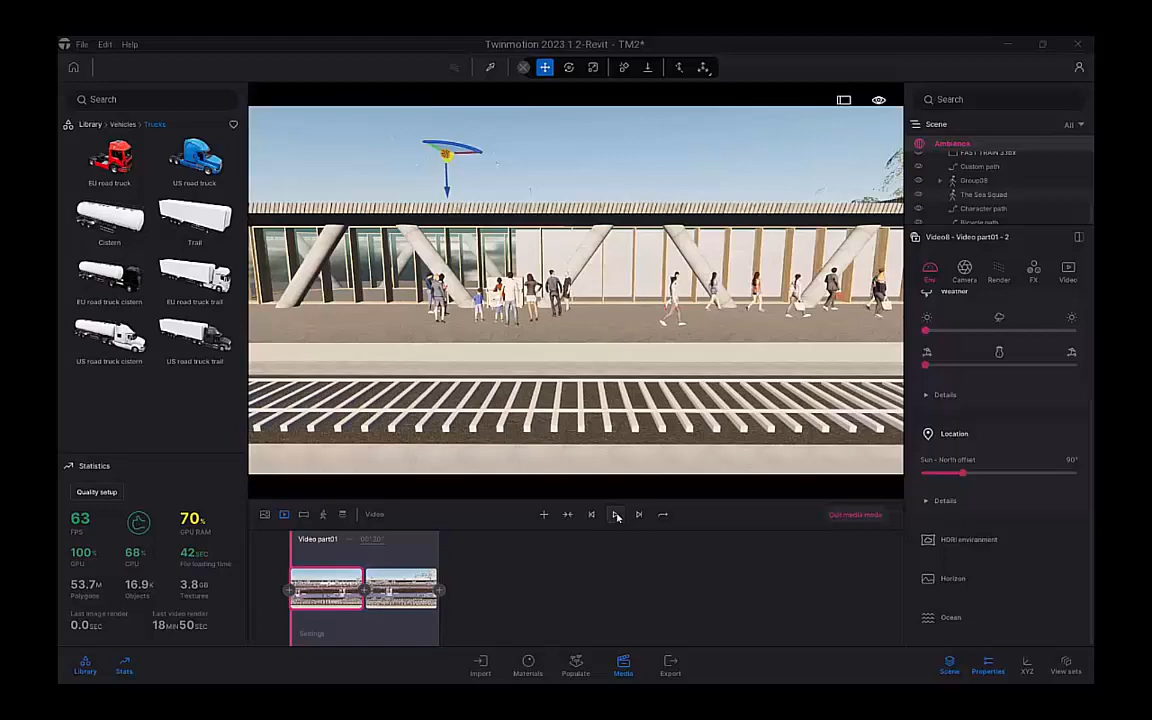 File Edit Help
Twinmotion 2023 1 2-Revit - TM2*
Search
Library > Vehicles > Trucks
EU road truck
US road truck
Cistern
Trail
EU road truck cistern
EU road truck trail
US road truck cistern
US road truck trail
Statistics
Quality setup
63
FPS
70%
GPU RAM
100%
GPU
68%
CPU
42SEC
File loading time
53.7M
Polygons
16.9K
Objects
3.8GB
Textures
Last image render
0.0SEC
Last video render
18MIN50SEC
Video
Quit media mode
Video part01
Settings
Library
Stats
Import
Materials
Populate
Media
Export
Search
Scene
All
Ambience
FAST TRAIN
Custom path
Group08
The Sea Squad
Character path
Bicycle path
Video8 - Video part01 - 2
Env
Camera
Render
FX
Video
Weather
Details
Location
Sun - North offset
90°
Details
HDRI environment
Horizon
Ocean
Scene
Properties
XYZ
View sets